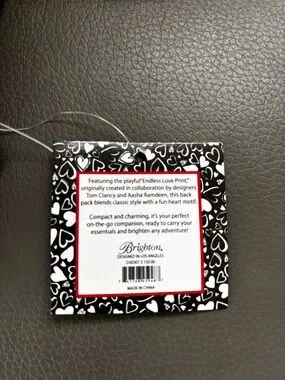 Featuring the playful "Endless Love Print,"
originally created in collaboration by designers
Tom Clancy and Aasha Ramdeen, this back
pack blends classic style with a fun heart motif.
Compact and charming, it's your perfect
on-the-go companion, ready to carry your
essentials and brighten any adventure!
Brighton
DESIGNED IN LOS ANGELES
MADE IN CHINA